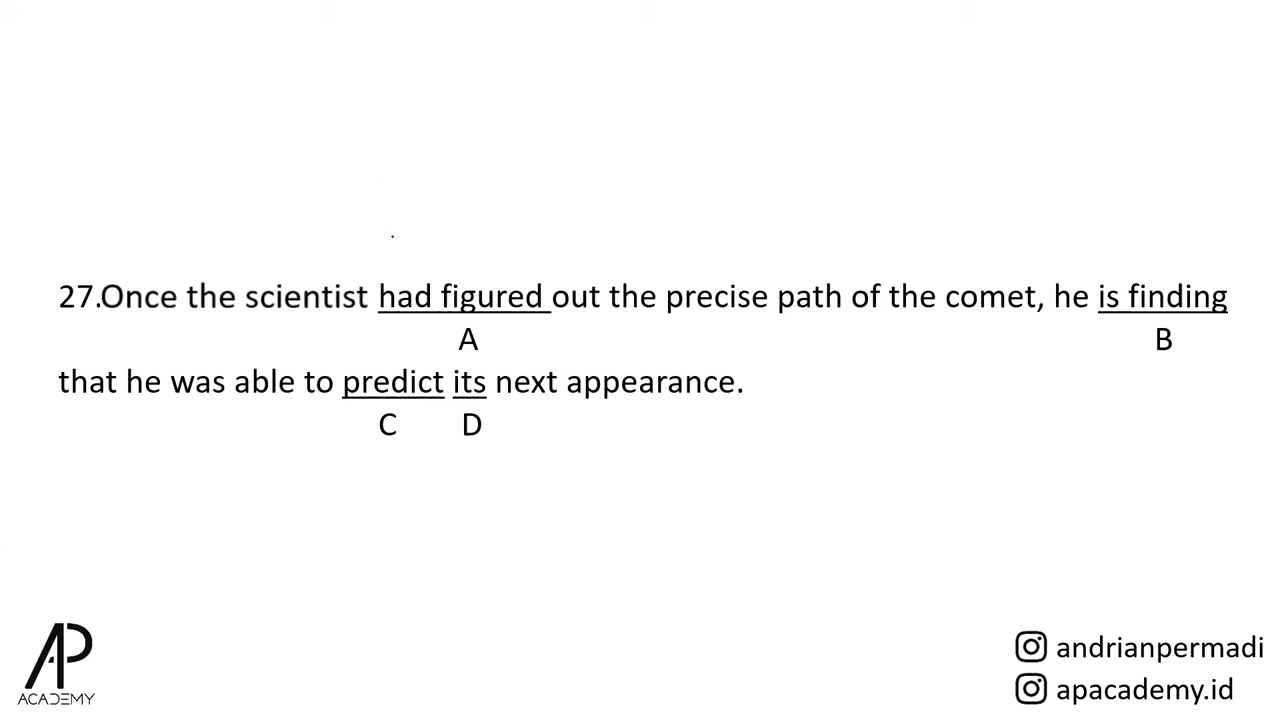 27.Once the scientist had figured out the precise path of the comet, he is finding
A B
that he was able to predict its next appearance.
C D
AP
ACADEMY
andrianpermadi
apacademy.id